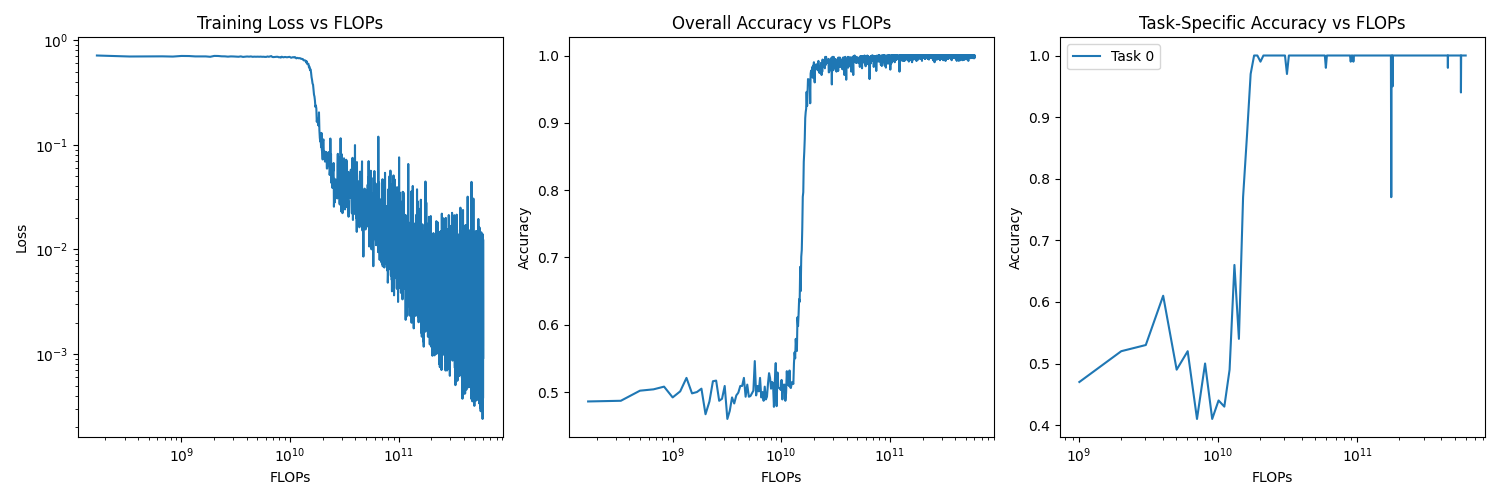 Training Loss vs FLOPs
10⁰
10⁻¹
10⁻²
10⁻³
Loss
10⁹ 10¹⁰ 10¹¹
FLOPs
Overall Accuracy vs FLOPs
1.0
0.9
0.8
0.7
0.6
0.5
Accuracy
10⁹ 10¹⁰ 10¹¹
FLOPs
Task-Specific Accuracy vs FLOPs
Task 0
1.0
0.9
0.8
0.7
0.6
0.5
0.4
Accuracy
10⁹ 10¹⁰ 10¹¹
FLOPs